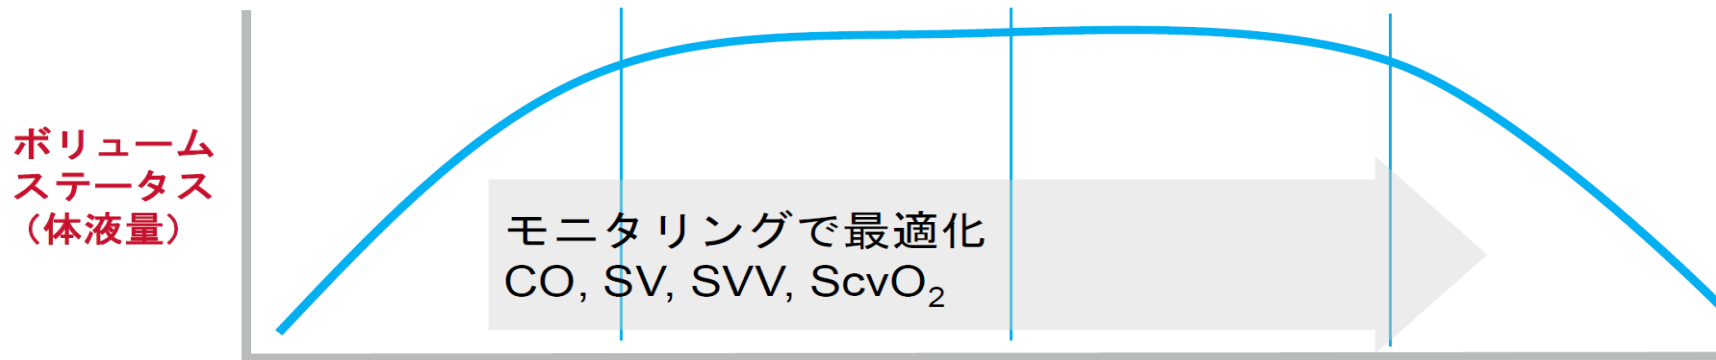 ボリューム
ステータス
（体液量）
モニタリングで最適化
CO, SV, SVV, ScvO₂